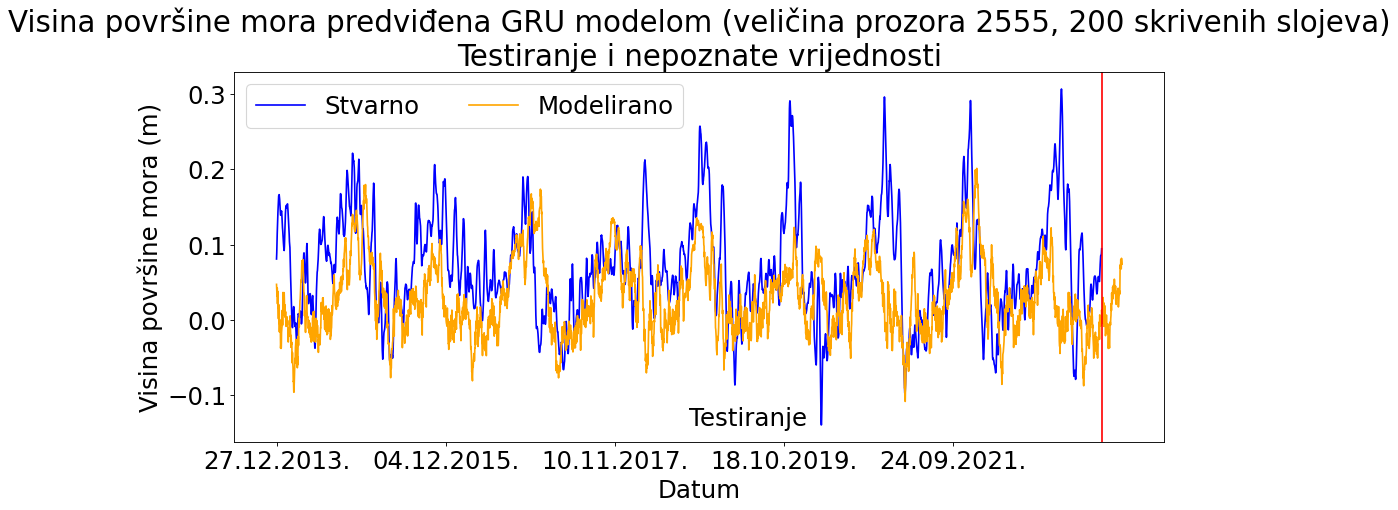 Visina površine mora predviđena GRU modelom (veličina prozora 2555, 200 skrivenih slojeva)
Testiranje i nepoznate vrijednosti
Stvarno Modelirano
Visina površine mora (m)
0.3
0.2
0.1
0.0
−0.1
Testiranje
27.12.2013. 04.12.2015. 10.11.2017. 18.10.2019. 24.09.2021.
Datum